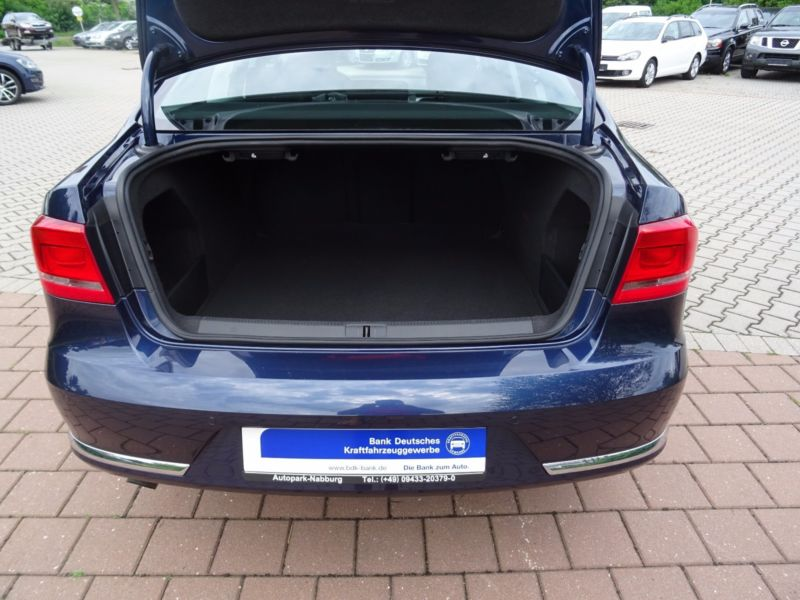 Bank Deutsches
Kraftfahrzeuggewerbe
www.bdk-bank.de Die Bank zum Auto.
Autopark-Nabburg Tel.: (+49) 09433-20379-0